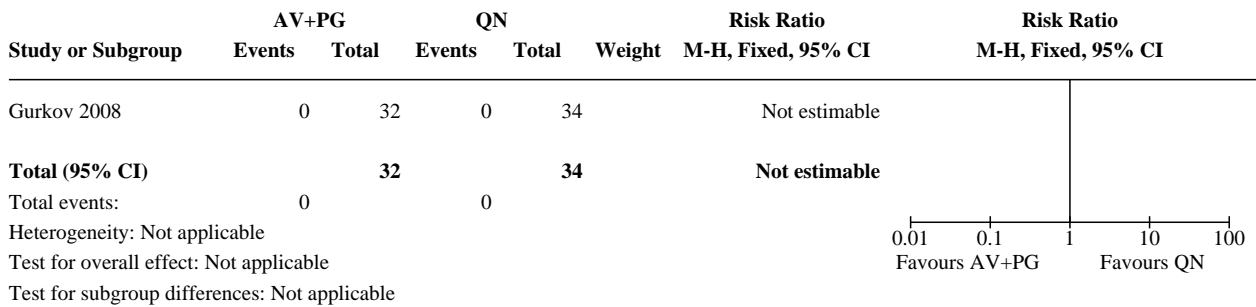 AV+PG QN Risk Ratio Risk Ratio
Study or Subgroup Events Total Events Total Weight M-H, Fixed, 95% CI M-H, Fixed, 95% CI
Gurkov 2008 0 32 0 34 Not estimable
Total (95% CI) 32 34 Not estimable
Total events: 0 0
Heterogeneity: Not applicable
0.01 0.1 1 10 100
Test for overall effect: Not applicable Favours AV+PG Favours QN
Test for subgroup differences: Not applicable